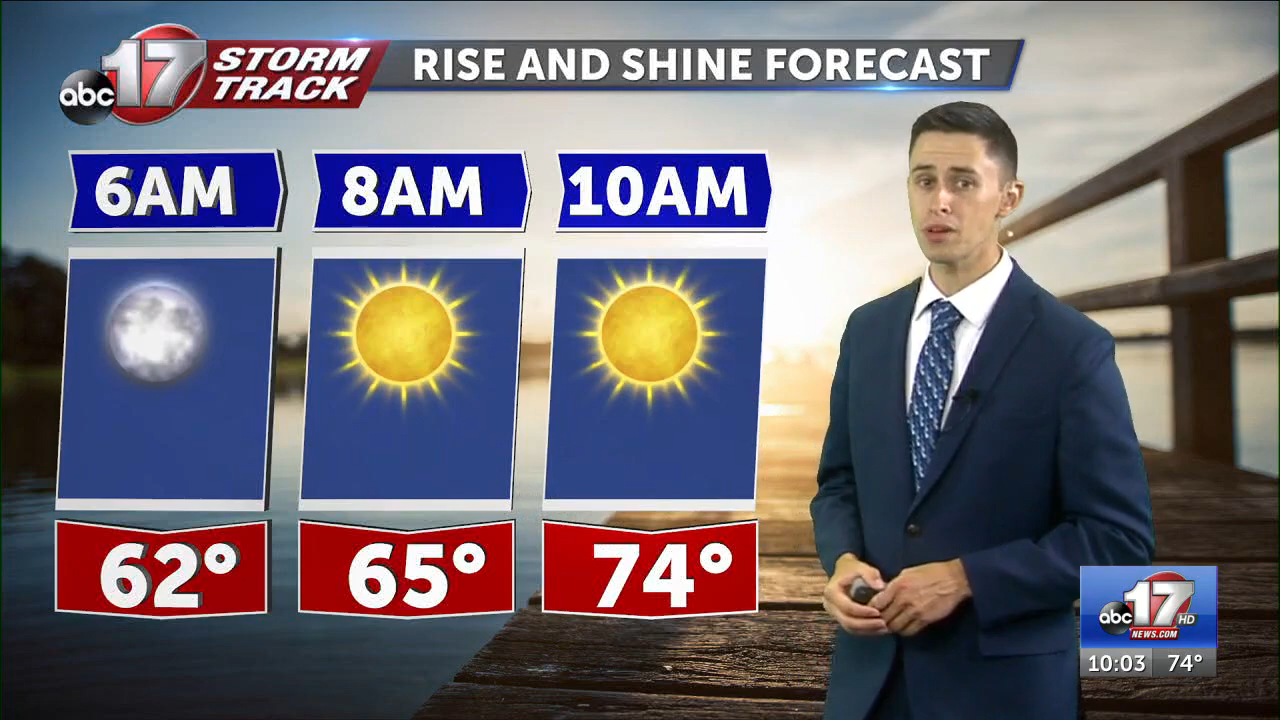 abc 17 STORM TRACK
RISE AND SHINE FORECAST
6AM 8AM 10AM
62° 65° 74°
abc 17 HD
NEWS.COM
10:03 74°